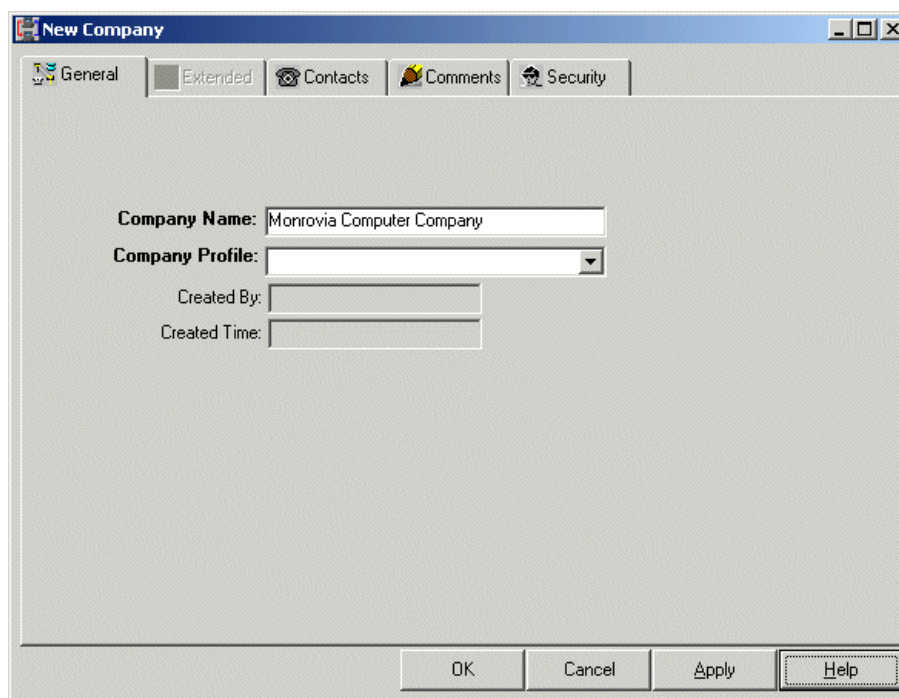 New Company
General Extended Contacts Comments Security
Company Name: Monrovia Computer Company
Company Profile:
Created By:
Created Time:
OK Cancel Apply Help